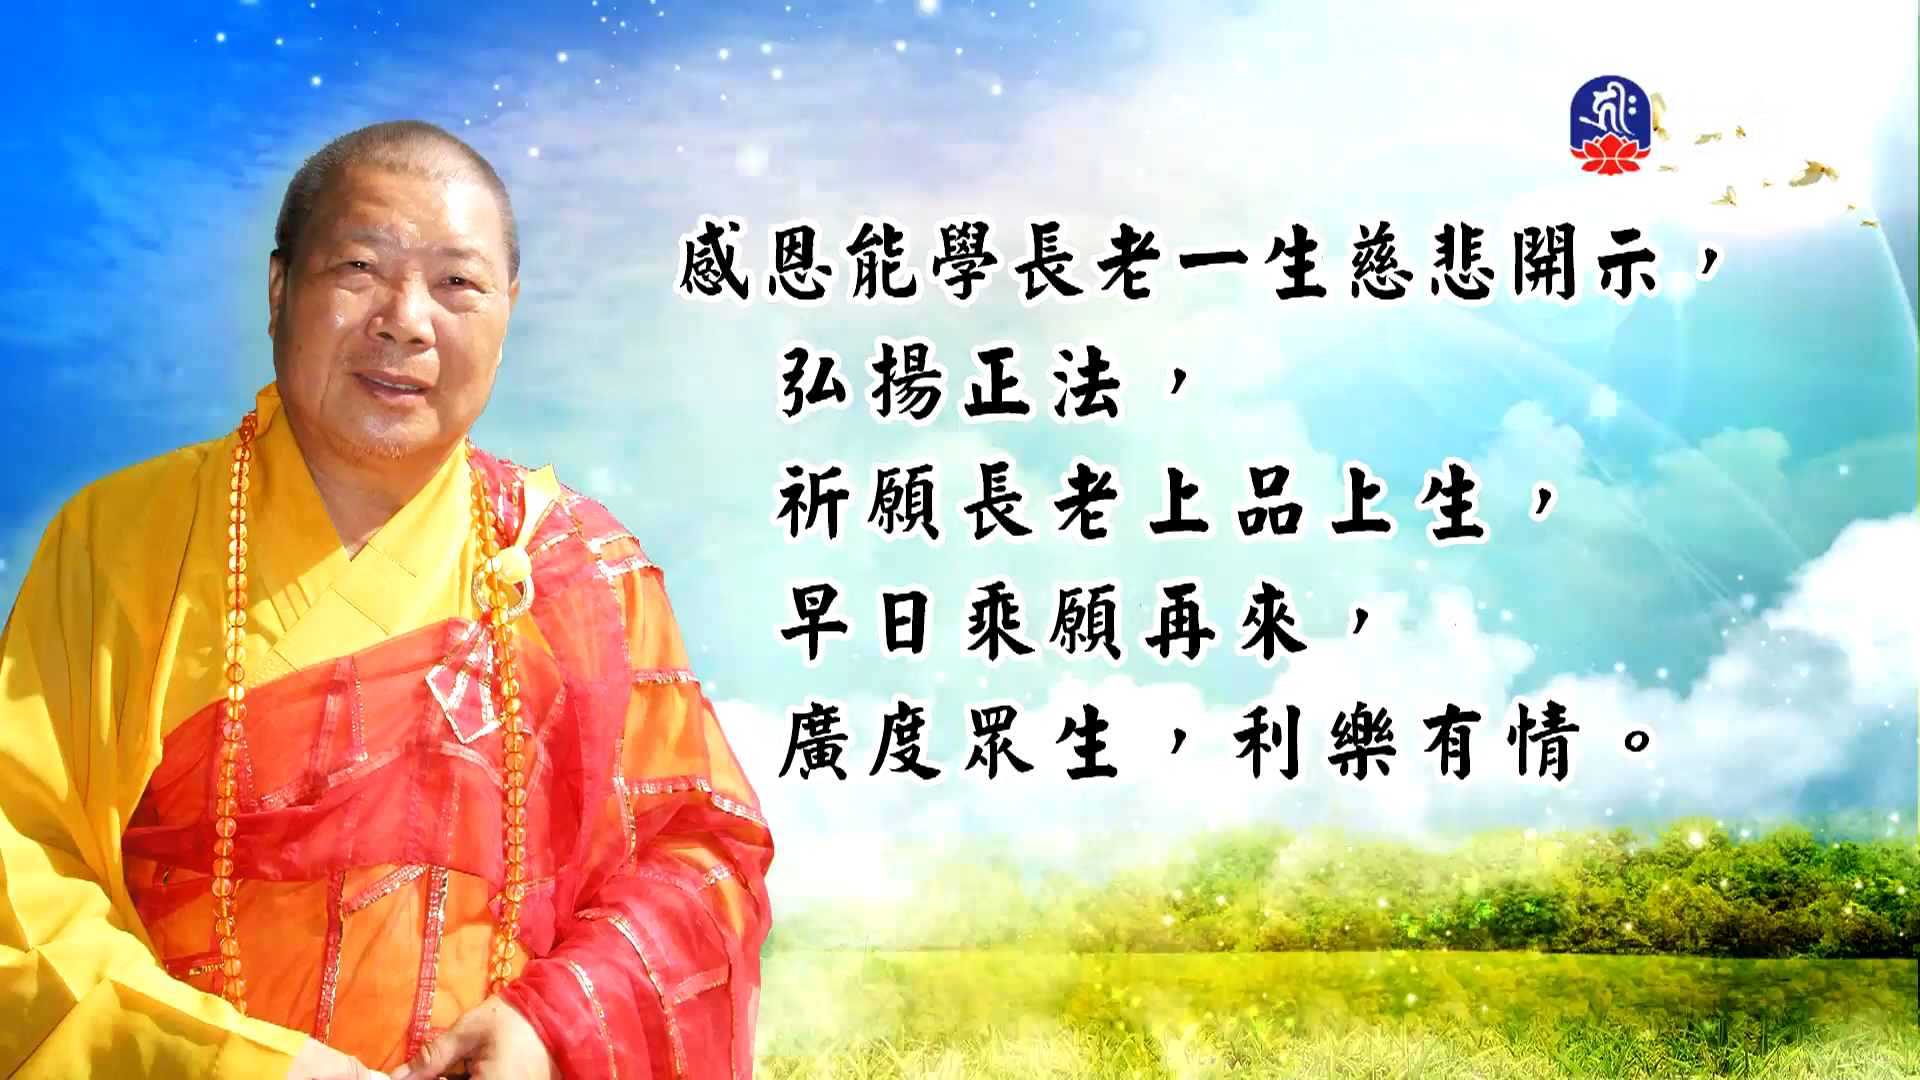 感恩能學長老一生慈悲開示，
弘揚正法，
祈願長老上品上生，
早日乘願再來，
廣度眾生，利樂有情。